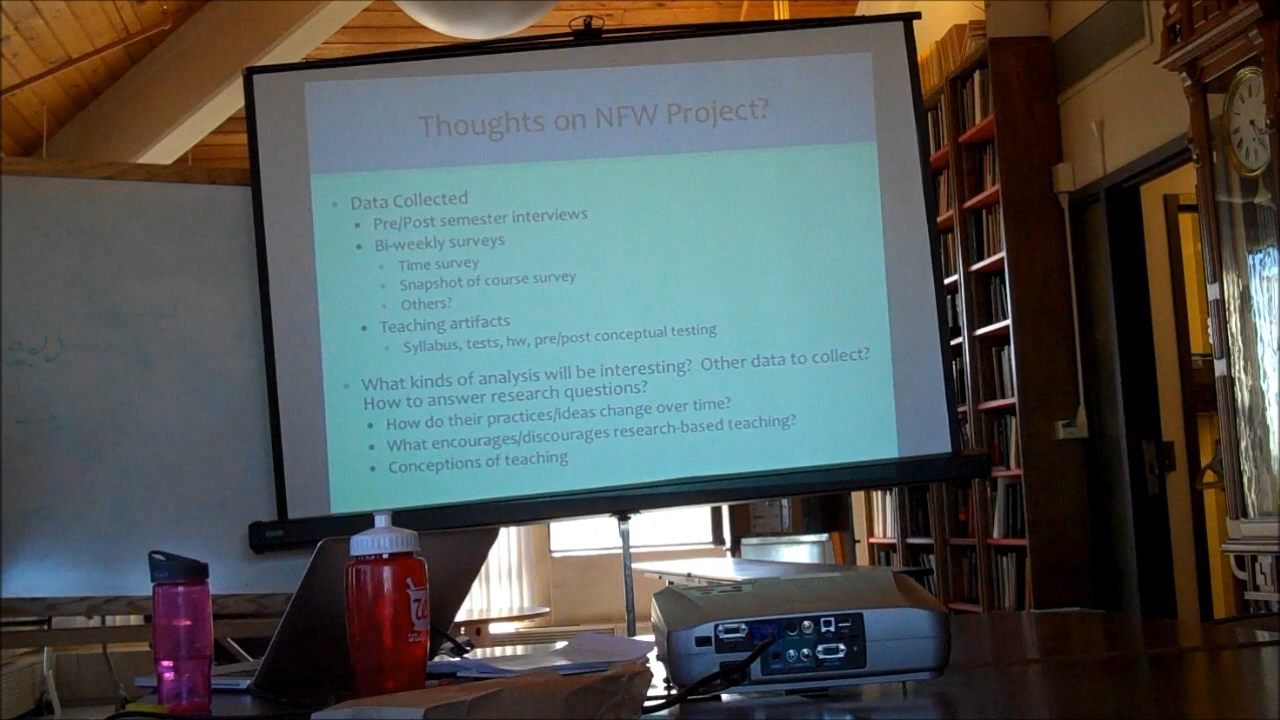 Thoughts on NFW Project?
Data Collected
Pre/Post semester interviews
Bi-weekly surveys
Time survey
Snapshot of course survey
Others?
Teaching artifacts
Syllabus, tests, hw, pre/post conceptual testing
What kinds of analysis will be interesting? Other data to collect?
How to answer research questions?
How do their practices/ideas change over time?
What encourages/discourages research-based teaching?
Conceptions of teaching